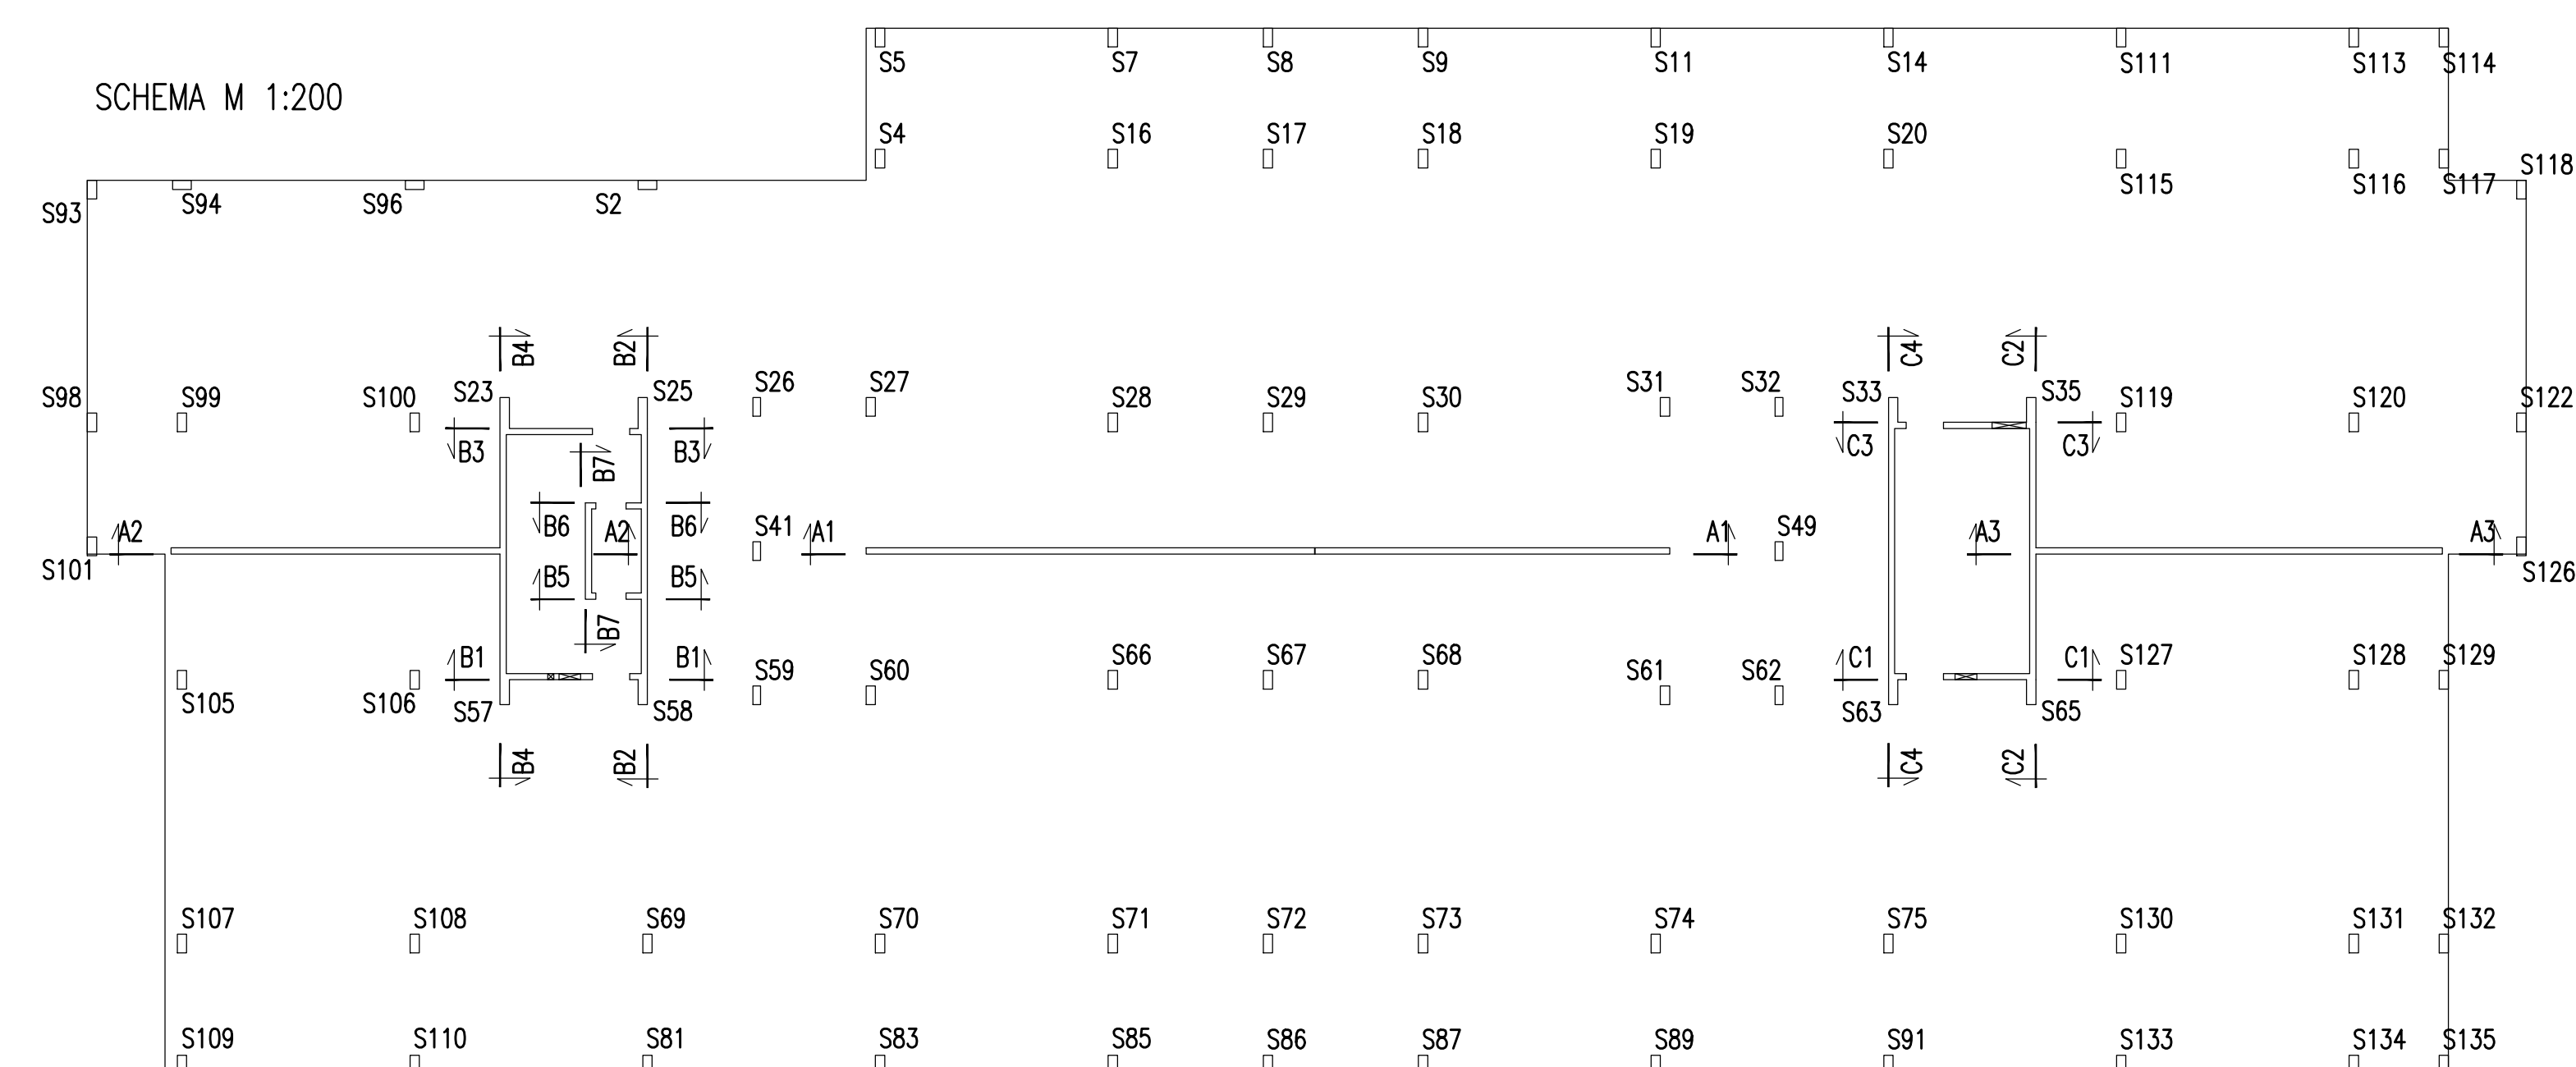 S5 S7 S8 S9 S11 S14 S111 S113 S114
SCHEMA M 1:200
S4 S16 S17 S18 S19 S20
S118
S115 S116 S117
S93 S94 S96 S2
B4 B2 C4 C2
S26 S27 S31 S32
S98 S99 S100 S23 S25 S28 S29 S30 S33 S35 S119 S120 S122
B3 B3 C3 C3
B7
B6 B6
A2 A2 S41 A1 A1 S49 A3 A3
S101 B5 B5 S126
B7
B1 B1 S59 S60 S66 S67 S68 S61 S62 C1 C1 S127 S128 S129
S105 S106 S57 S58 S63 S65
B4 B2 C4 C2
S107 S108 S69 S70 S71 S72 S73 S74 S75 S130 S131 S132
S109 S110 S81 S83 S85 S86 S87 S89 S91 S133 S134 S135